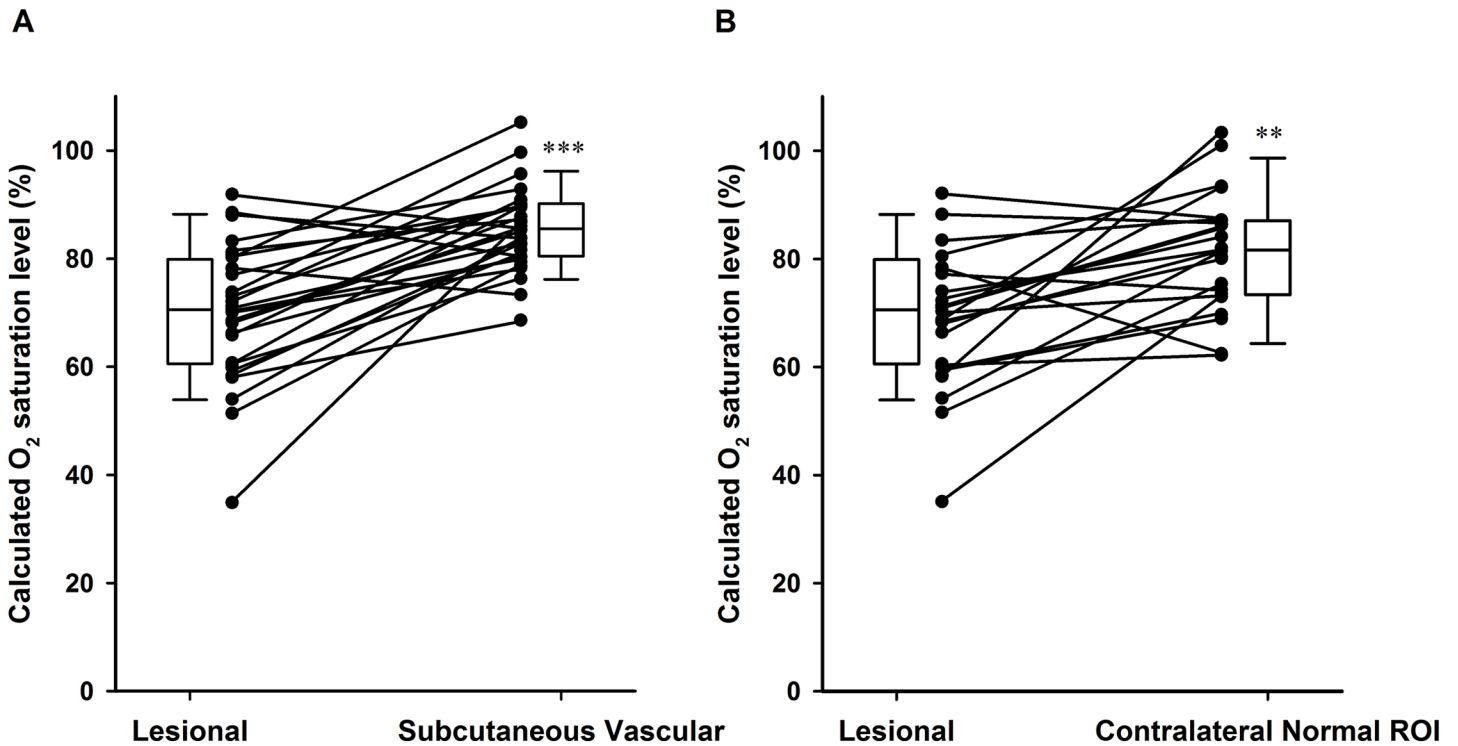 A
Calculated O2 saturation level (%)
100
80
60
40
20
0
***
Lesional
Subcutaneous Vascular
B
Calculated O2 saturation level (%)
100
80
60
40
20
0
**
Lesional
Contralateral Normal ROI